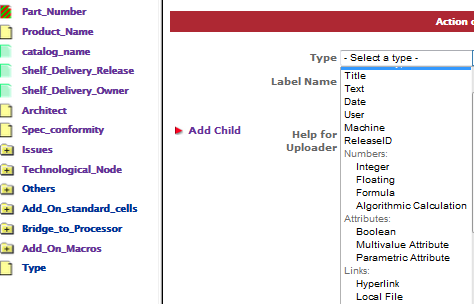 Part_Number
Product_Name
catalog_name
Shelf_Delivery_Release
Shelf_Delivery_Owner
Architect
Spec_conformity
Issues
Technological_Node
Others
Add_On_standard_cells
Bridge_to_Processor
Add_On_Macros
Type
Action
Type
- Select a type -
Label Name
Add Child
Help for
Uploader
Title
Text
Date
User
Machine
ReleaseID
Numbers:
Integer
Floating
Formula
Algorithmic Calculation
Attributes:
Boolean
Multivalue Attribute
Parametric Attribute
Links:
Hyperlink
Local File